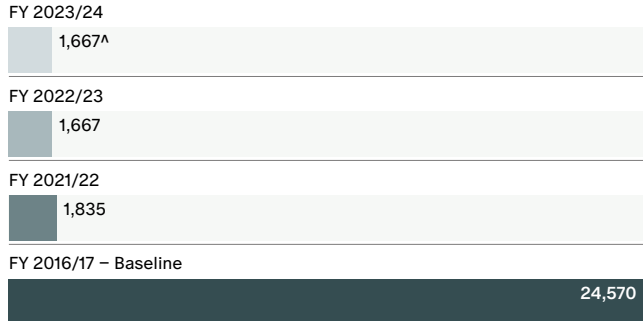 FY 2023/24
1,667^
FY 2022/23
1,667
FY 2021/22
1,835
FY 2016/17 – Baseline
24,570